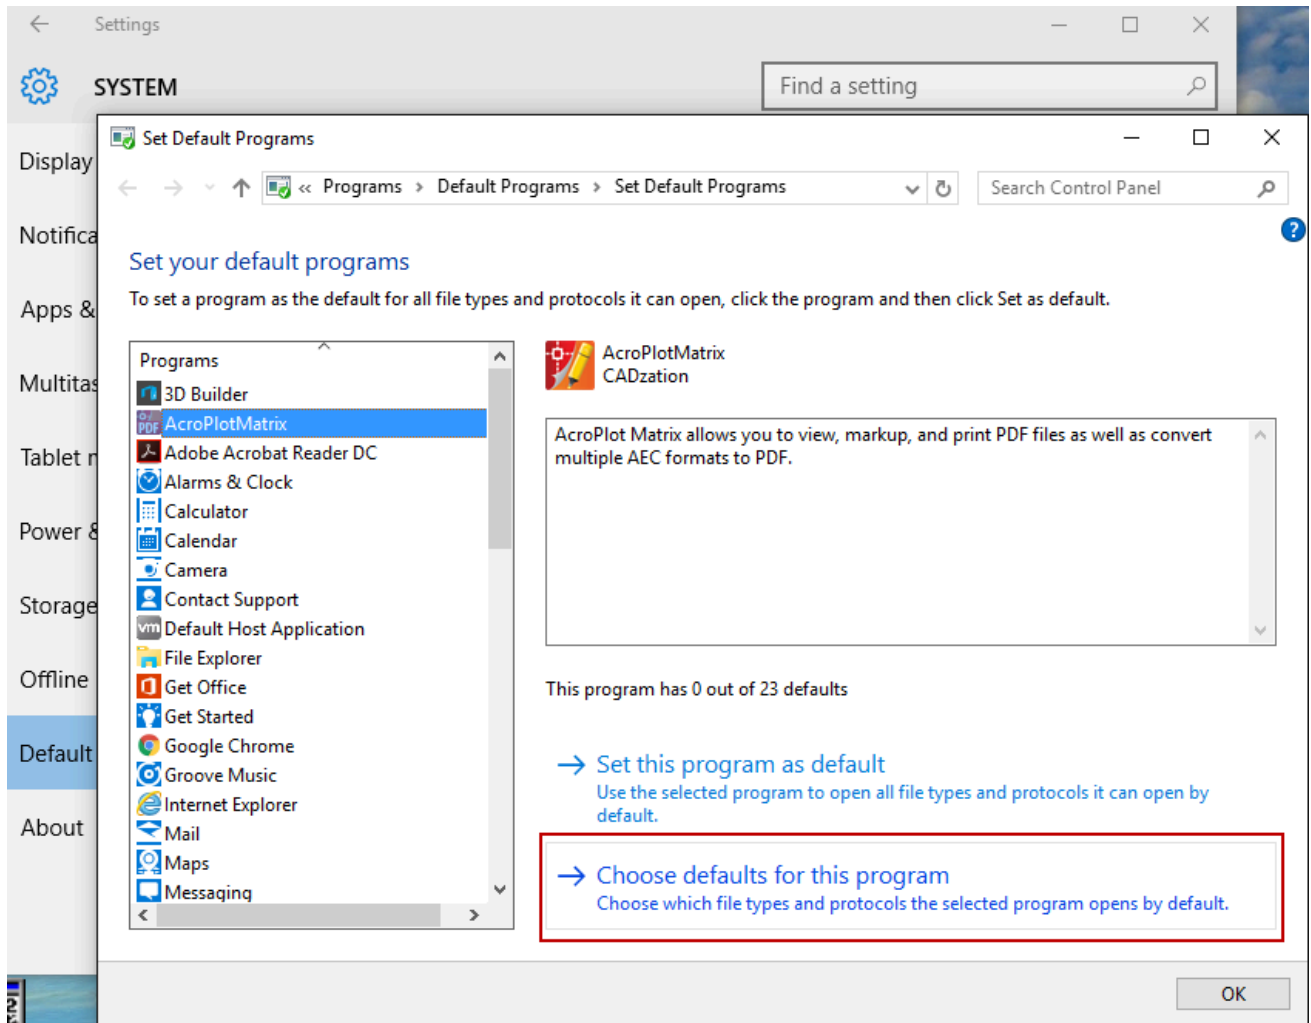 Settings
SYSTEM
Find a setting
Set Default Programs
« Programs > Default Programs > Set Default Programs
Search Control Panel
Display
Notifica
Apps &
Multitas
Tablet
Power &
Storage
Offline
Default
About
Set your default programs
To set a program as the default for all file types and protocols it can open, click the program and then click Set as default.
Programs
3D Builder
PDF AcroPlotMatrix
Adobe Acrobat Reader DC
Alarms & Clock
Calculator
Calendar
Camera
Contact Support
vm Default Host Application
File Explorer
Get Office
Get Started
Google Chrome
Groove Music
Internet Explorer
Mail
Maps
Messaging
AcroPlotMatrix
CADzation
AcroPlot Matrix allows you to view, markup, and print PDF files as well as convert
multiple AEC formats to PDF.
This program has 0 out of 23 defaults
Set this program as default
Use the selected program to open all file types and protocols it can open by
default.
Choose defaults for this program
Choose which file types and protocols the selected program opens by default.
OK